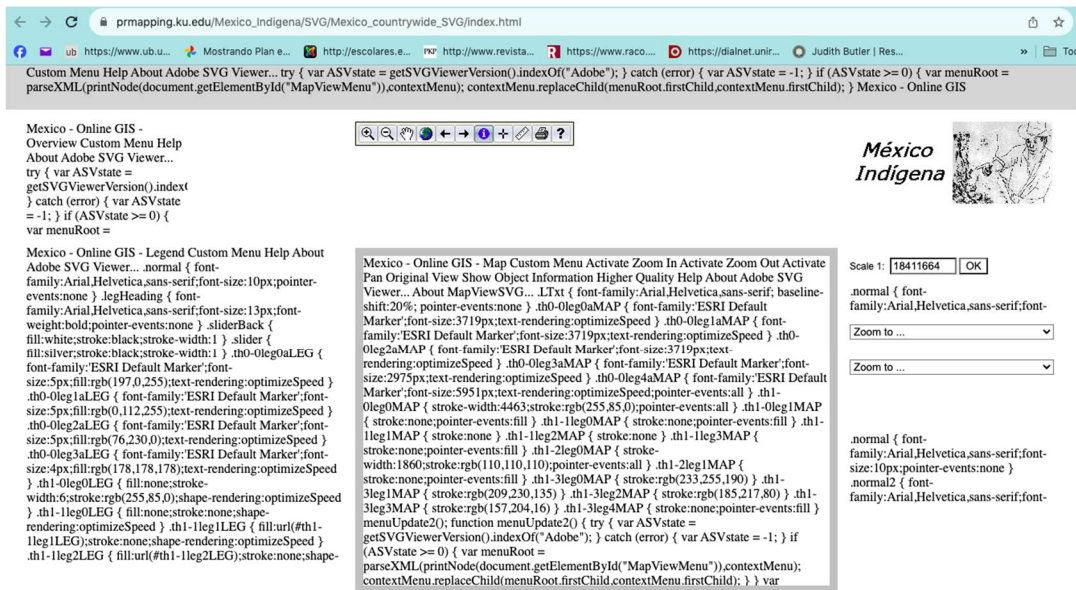 prmapping.ku.edu/Mexico_Indigena/SVG/Mexico_countrywide_SVG/index.html
ub https://www.ub.u... Mostrando Plan e... http://escolares.e... PKP http://www.revista... R https://www.raco.... https://dialnet.unir... Judith Butler | Res... » Toc
Custom Menu Help About Adobe SVG Viewer... try { var ASVstate = getSVGViewerVersion().indexOf("Adobe"); } catch (error) { var ASVstate = -1; } if (ASVstate >= 0) { var menuRoot =
parseXML(printNode(document.getElementById("MapViewMenu")),contextMenu); contextMenu.replaceChild(menuRoot.firstChild,contextMenu.firstChild); } Mexico - Online GIS
Mexico - Online GIS -
Overview Custom Menu Help
About Adobe SVG Viewer...
try { var ASVstate =
getSVGViewerVersion().index
} catch (error) { var ASVstate
= -1; } if (ASVstate >= 0) {
var menuRoot =
?
México
Indígena
Mexico - Online GIS - Legend Custom Menu Help About
Adobe SVG Viewer... .normal { font-
family:Arial,Helvetica,sans-serif;font-size:10px;pointer-
events:none } .legHeading { font-
family:Arial,Helvetica,sans-serif;font-size:13px;font-
weight:bold;pointer-events:none } .sliderBack {
fill:white;stroke:black;stroke-width:1 } .slider {
fill:silver;stroke:black;stroke-width:1 } .th0-0leg0aLEG {
font-family:'ESRI Default Marker';font-
size:5px;fill:rgb(197,0,255);text-rendering:optimizeSpeed }
.th0-0leg1aLEG { font-family:'ESRI Default Marker';font-
size:5px;fill:rgb(0,112,255);text-rendering:optimizeSpeed }
.th0-0leg2aLEG { font-family:'ESRI Default Marker';font-
size:5px;fill:rgb(76,230,0);text-rendering:optimizeSpeed }
.th0-0leg3aLEG { font-family:'ESRI Default Marker';font-
size:4px;fill:rgb(178,178,178);text-rendering:optimizeSpeed
} .th1-0leg0LEG { fill:none;stroke-
width:6;stroke:rgb(255,85,0);shape-rendering:optimizeSpeed
} .th1-1leg0LEG { fill:none;stroke:none;shape-
rendering:optimizeSpeed } .th1-1leg1LEG { fill:url(#th1-
1leg1LEG);stroke:none;shape-rendering:optimizeSpeed }
.th1-1leg2LEG { fill:url(#th1-1leg2LEG);stroke:none;shape-
Mexico - Online GIS - Map Custom Menu Activate Zoom In Activate Zoom Out Activate
Pan Original View Show Object Information Higher Quality Help About Adobe SVG
Viewer... About MapViewSVG... .LTxt { font-family:Arial,Helvetica,sans-serif; baseline-
shift:20%; pointer-events:none } .th0-0leg0aMAP { font-family:'ESRI Default
Marker';font-size:3719px;text-rendering:optimizeSpeed } .th0-0leg1aMAP { font-
family:'ESRI Default Marker';font-size:3719px;text-rendering:optimizeSpeed } .th0-
0leg2aMAP { font-family:'ESRI Default Marker';font-size:3719px;text-
rendering:optimizeSpeed } .th0-0leg3aMAP { font-family:'ESRI Default Marker';font-
size:2975px;text-rendering:optimizeSpeed } .th0-0leg4aMAP { font-family:'ESRI Default
Marker';font-size:5951px;text-rendering:optimizeSpeed;pointer-events:all } .th1-
0leg0MAP { stroke-width:4463;stroke:rgb(255,85,0);pointer-events:all } .th1-0leg1MAP
{ stroke:none;pointer-events:fill } .th1-1leg0MAP { stroke:none;pointer-events:fill } .th1-
1leg1MAP { stroke:none } .th1-1leg2MAP { stroke:none } .th1-1leg3MAP {
stroke:none;pointer-events:fill } .th1-2leg0MAP { stroke-
width:1860;stroke:rgb(110,110,110);pointer-events:all } .th1-2leg1MAP {
stroke:none;pointer-events:fill } .th1-3leg0MAP { stroke:rgb(233,255,190) } .th1-
3leg1MAP { stroke:rgb(209,230,135) } .th1-3leg2MAP { stroke:rgb(185,217,80) } .th1-
3leg3MAP { stroke:rgb(157,204,16) } .th1-3leg4MAP { stroke:none;pointer-events:fill }
menuUpdate2(); function menuUpdate2() { try { var ASVstate =
getSVGViewerVersion().indexOf("Adobe"); } catch (error) { var ASVstate = -1; } if
(ASVstate >= 0) { var menuRoot =
parseXML(printNode(document.getElementById("MapViewMenu")),contextMenu);
contextMenu.replaceChild(menuRoot.firstChild,contextMenu.firstChild); } } var
Scale 1: 18411664 OK
.normal { font-
family:Arial,Helvetica,sans-serif;font-
Zoom to ...
Zoom to ...
.normal { font-
family:Arial,Helvetica,sans-serif;font-
size:10px;pointer-events:none }
.normal2 { font-
family:Arial,Helvetica,sans-serif;font-